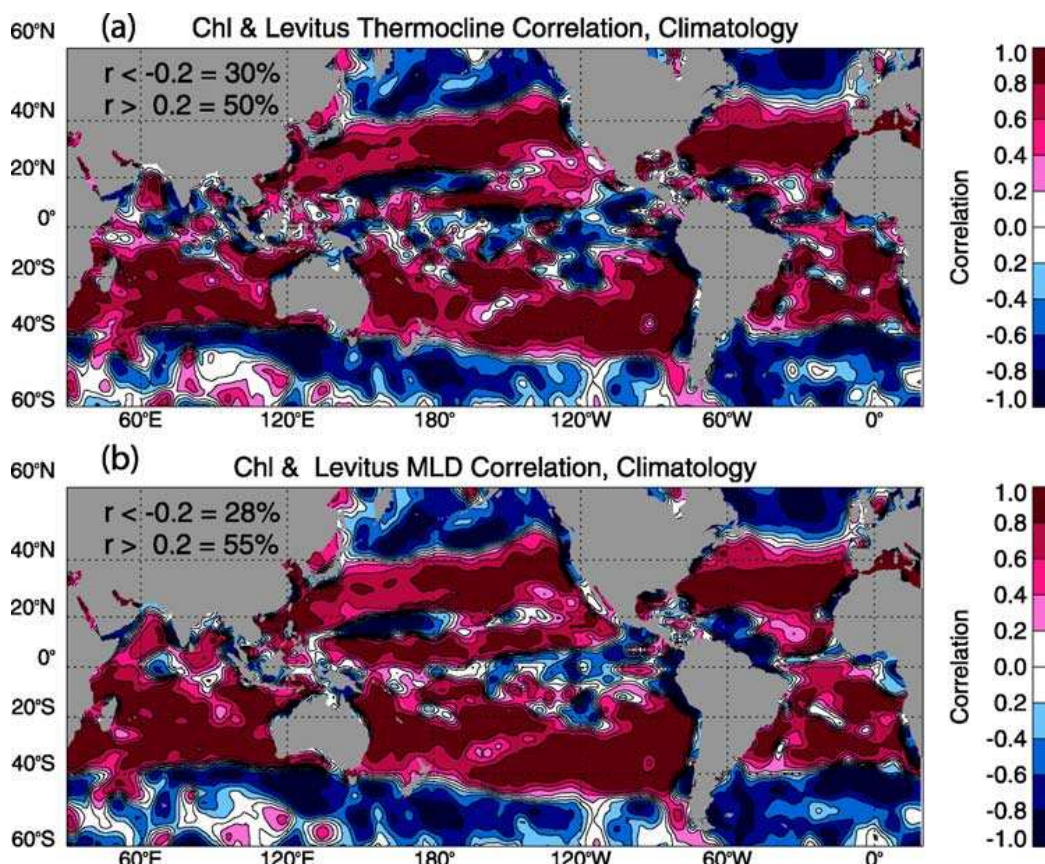 (a)
Chl & Levitus Thermocline Correlation, Climatology
r < -0.2 = 30%
r > 0.2 = 50%
60°N
40°N
20°N
0°
20°S
40°S
60°S
60°E 120°E 180° 120°W 60°W 0°
1.0
0.8
0.6
0.4
0.2
0.0
0.2
-0.4
-0.6
-0.8
-1.0
Correlation
(b)
Chl & Levitus MLD Correlation, Climatology
r < -0.2 = 28%
r > 0.2 = 55%
60°N
40°N
20°N
0°
20°S
40°S
60°S
60°E 120°E 180° 120°W 60°W 0°
1.0
0.8
0.6
0.4
0.2
0.0
-0.2
-0.4
-0.6
-0.8
-1.0
Correlation